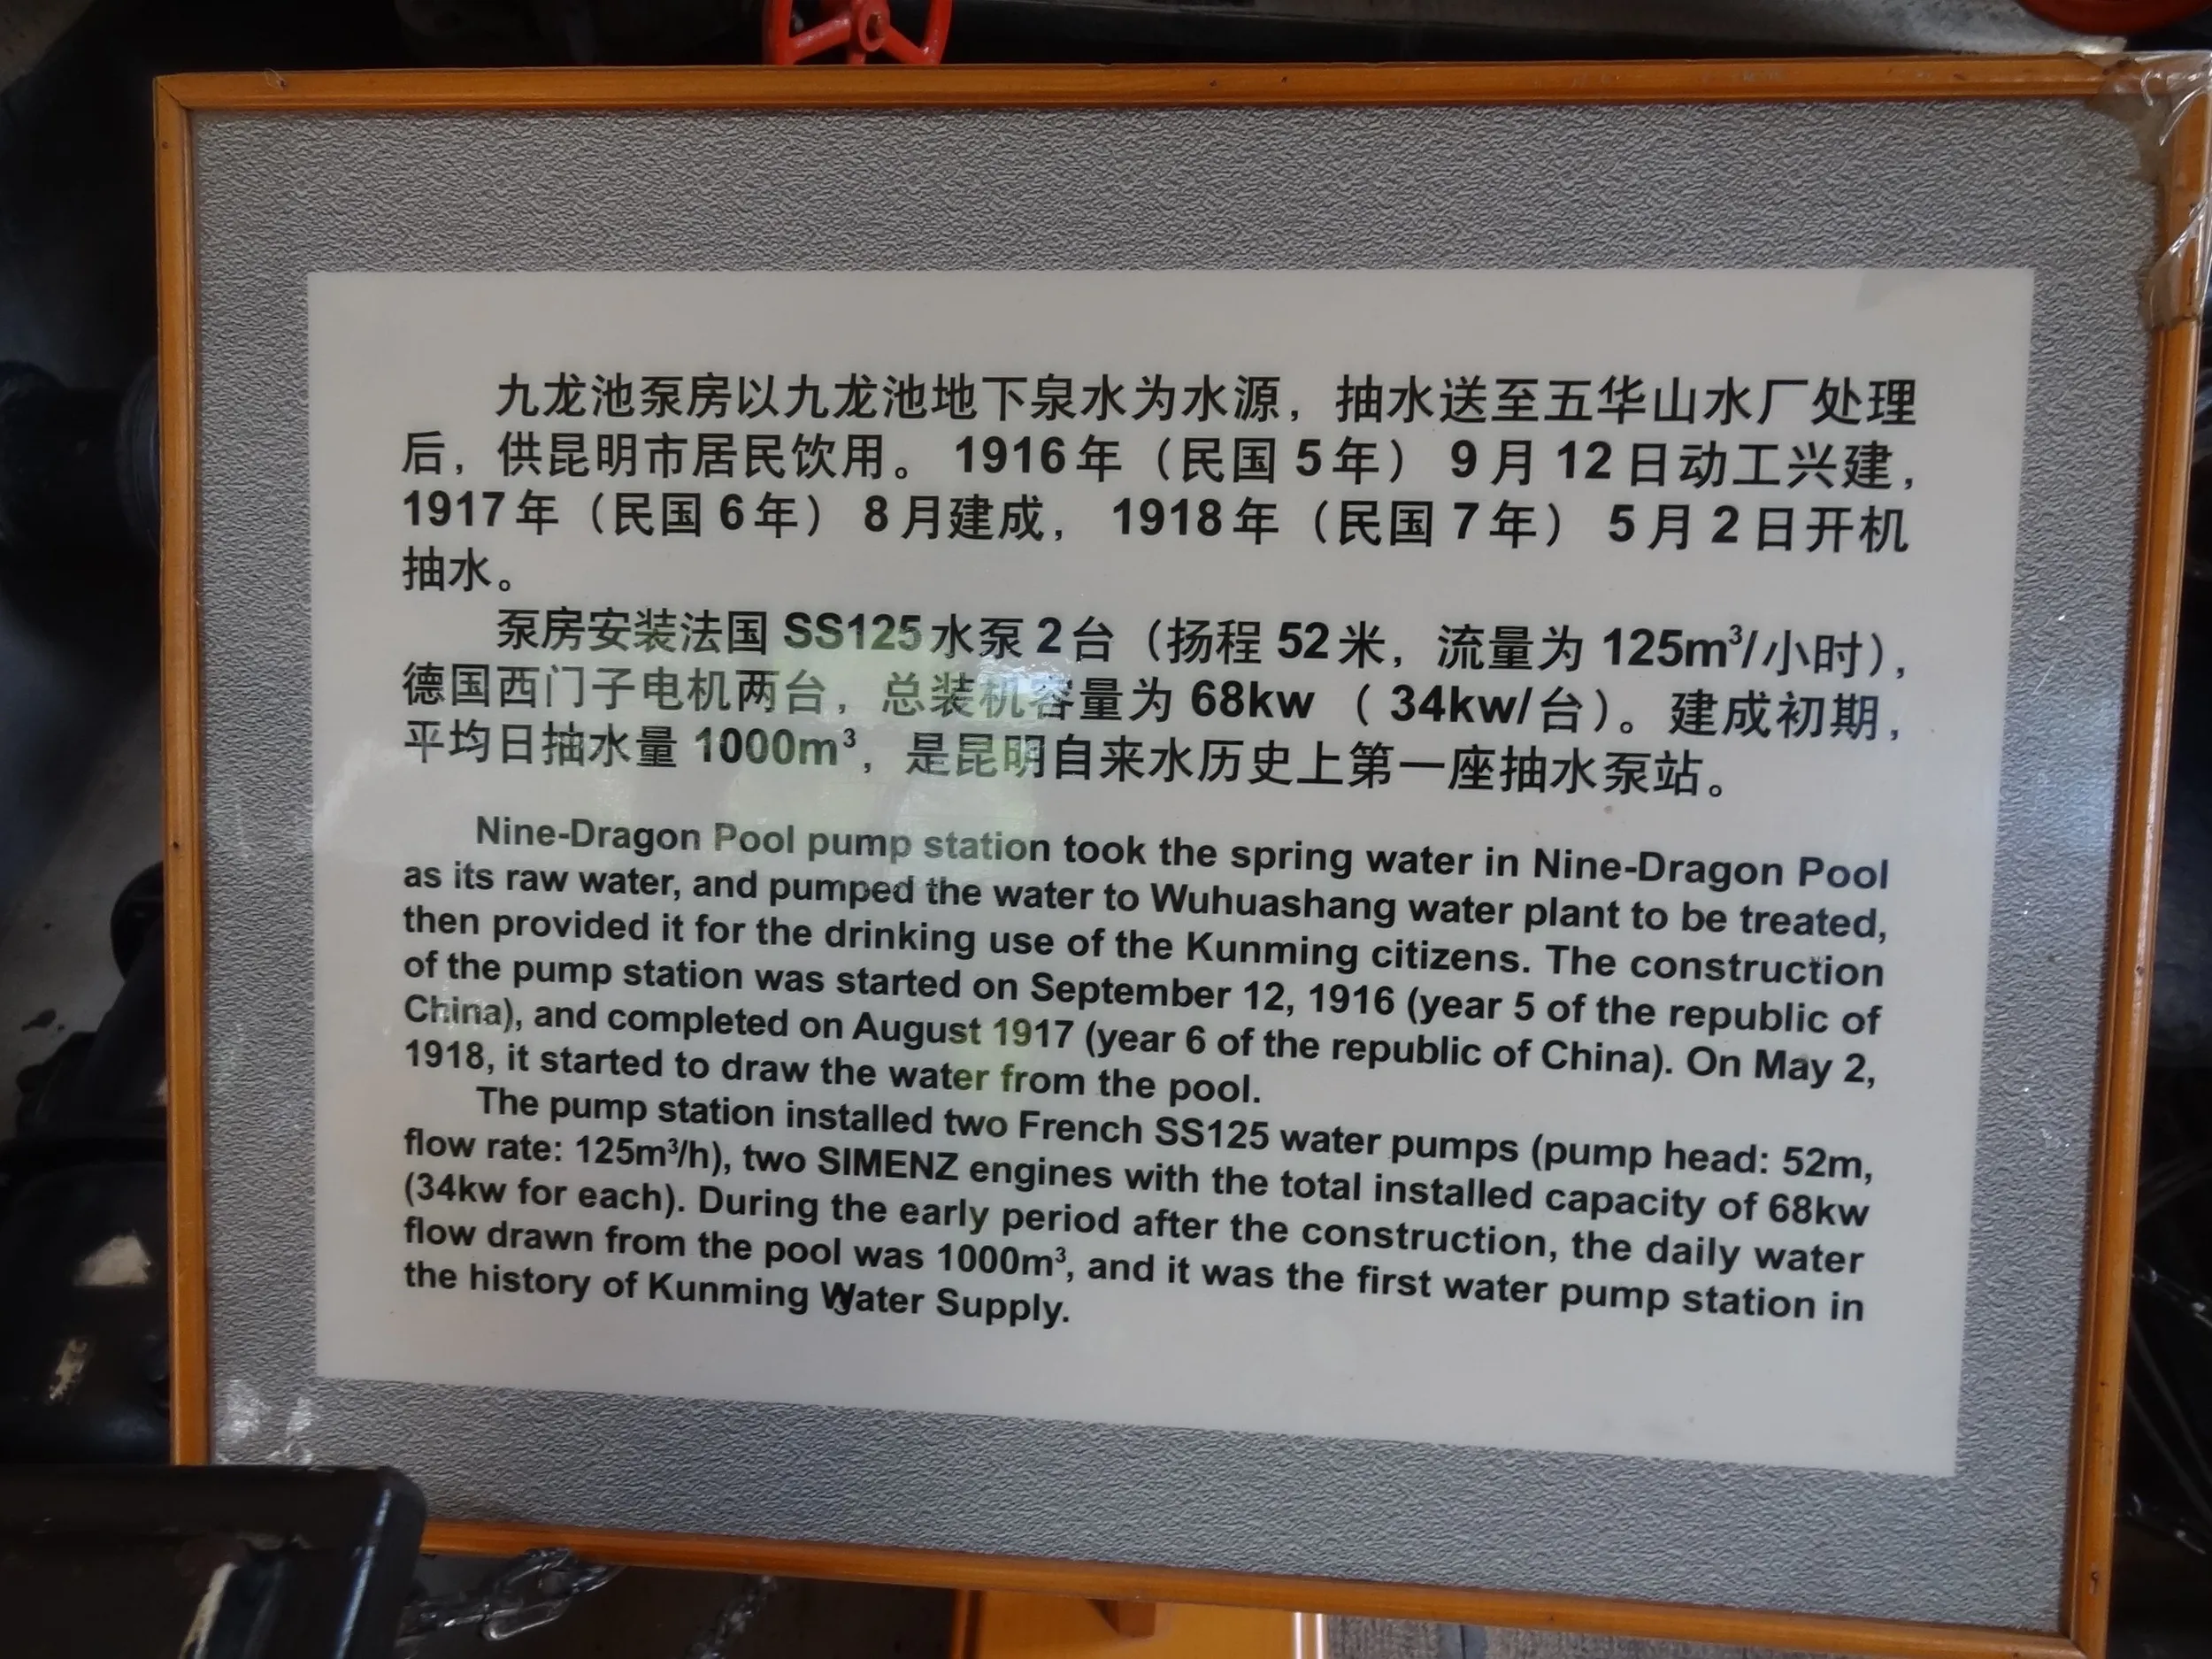 九龙池泵房以九龙池地下泉水为水源，抽水送至五华山水厂处理
后，供昆明市居民饮用。 1916年（民国 5年） 9月 12日动工兴建，
1917年（民国 6年） 8月建成， 1918年（民国 7年） 5月 2日开机
抽水。
泵房安装法国 SS125水泵 2台（扬程 52米，流量为 125m³/小时），
德国西门子电机两台，总装机容量为 68kw （ 34kw/台）。建成初期，
平均日抽水量 1000m³，是昆明自来水历史上第一座抽水泵站。
Nine-Dragon Pool pump station took the spring water in Nine-Dragon Pool
as its raw water, and pumped the water to Wuhuashang water plant to be treated,
then provided it for the drinking use of the Kunming citizens. The construction
of the pump station was started on September 12, 1916 (year 5 of the republic of
China), and completed on August 1917 (year 6 of the republic of China). On May 2,
1918, it started to draw the water from the pool.
The pump station installed two French SS125 water pumps (pump head: 52m,
flow rate: 125m³/h), two SIMENZ engines with the total installed capacity of 68kw
(34kw for each). During the early period after the construction, the daily water
flow drawn from the pool was 1000m³, and it was the first water pump station in
the history of Kunming Water Supply.